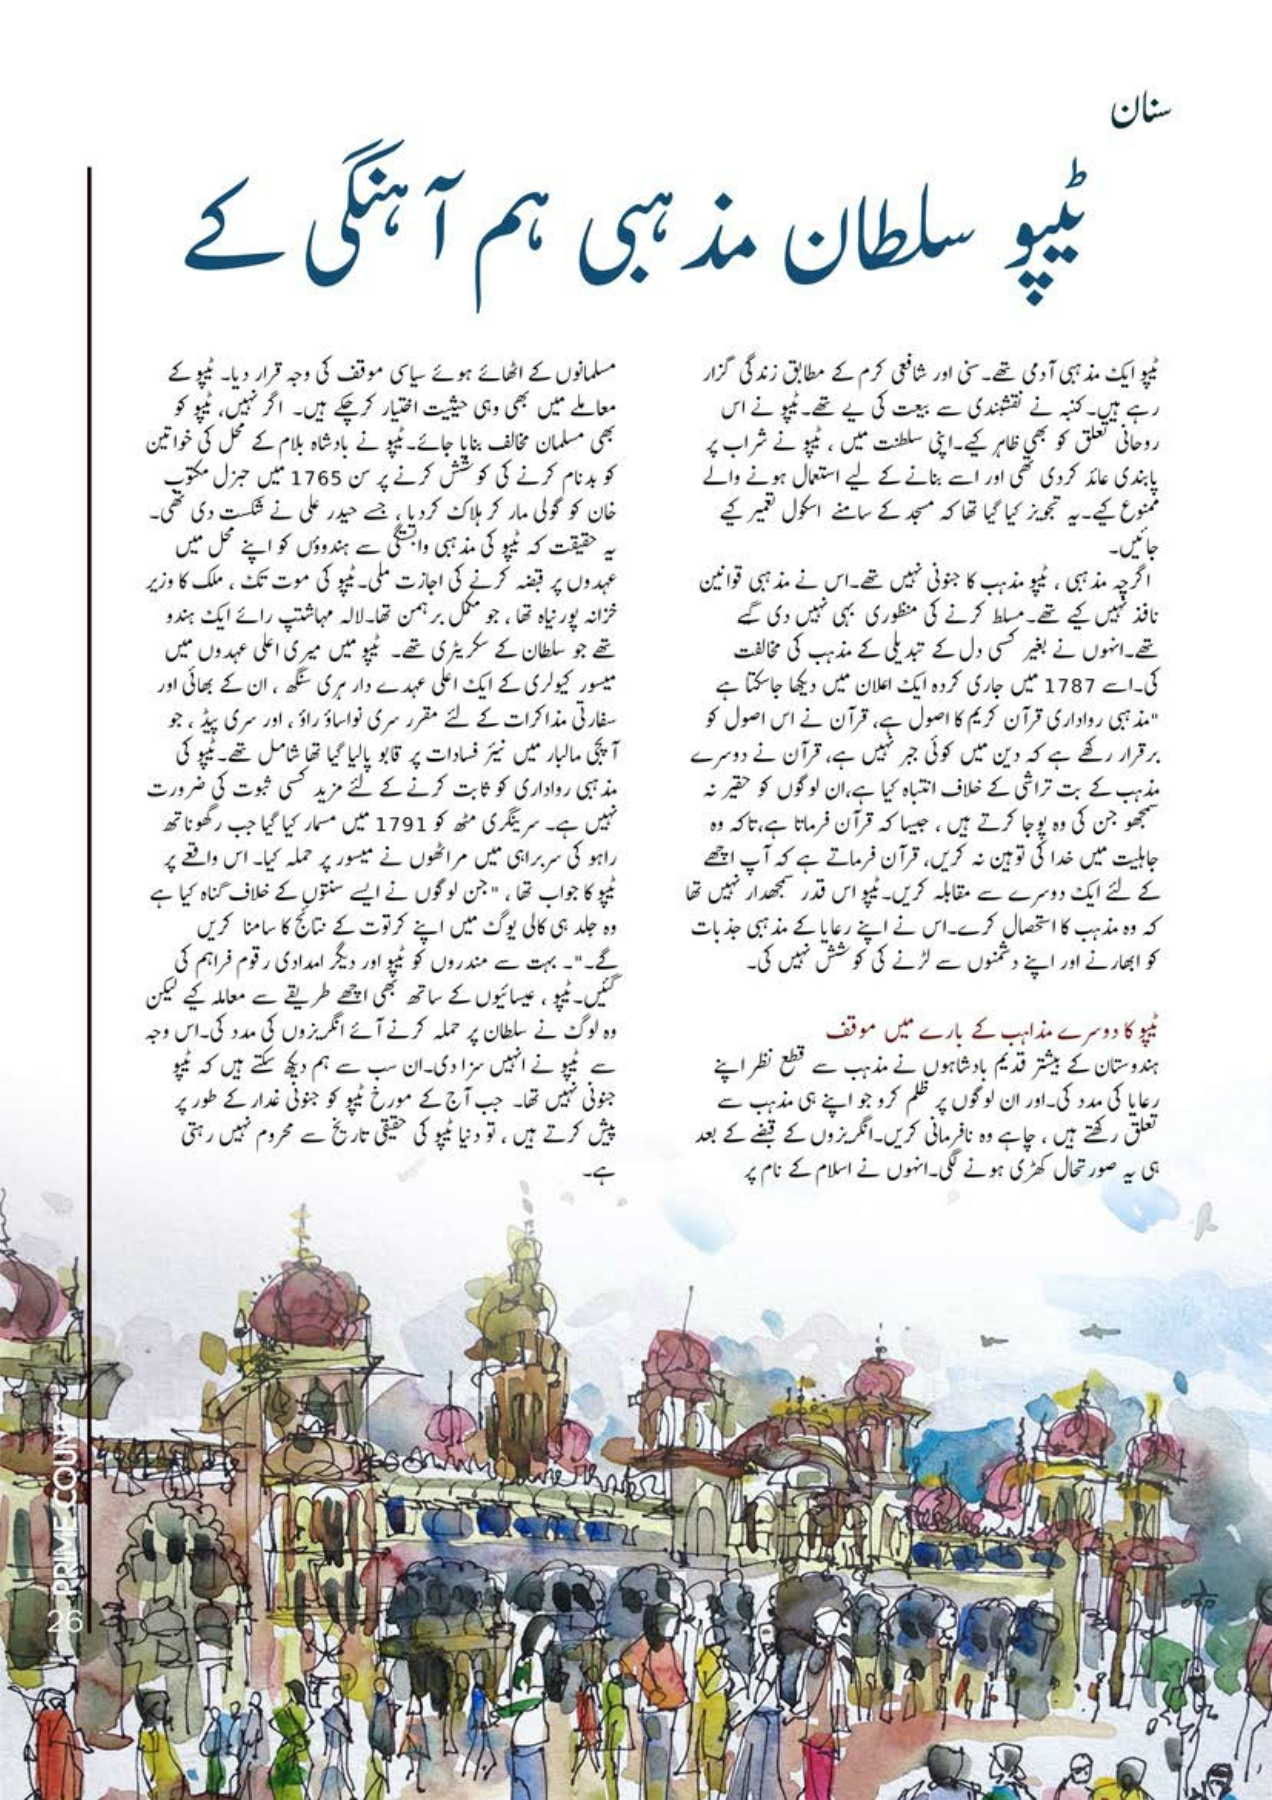 سنان
ٹیپو سلطان مذہبی ہم آہنگی کے
ٹیپو ایک مذہبی آدمی تھے۔سنی اور شافعی کرم کے مطابق زندگی گزار
رہے ہیں۔کنبہ نے نقشبندی سے بیعت کی یے تھے۔ٹیپو نے اس
روحانی تعلق کو بھی ظاہر کیے۔اپنی سلطنت میں ، ٹیپو نے شراب پر
پابندی عائد کردی تھی اور اسے بنانے کے لیے استعمال ہونے والے
ممنوع کیے۔یہ تجویز کیا گیا تھا کہ مسجد کے سامنے اسکول تعمیر کیے
جائیں۔
اگرچہ مذہبی ، ٹیپو مذہب کا جنونی نہیں تھے۔اس نے مذہبی قوانین
نافذ نہیں کیے تھے۔مسلط کرنے کی منظوری بہی نہیں دی گیے
تھے۔انہوں نے بغیر کسی دل کے تبدیلی کے مذہب کی مخالفت
کی۔اسے 1787 میں جاری کردہ ایک اعلان میں دیکھا جاسکتا ہے
"مذہبی رواداری قرآن کریم کا اصول ہے، قرآن نے اس اصول کو
برقرار رکھے ہے کہ دین میں کوئی جبر نہیں ہے، قرآن نے دوسرے
مذہب کے بت تراشی کے خلاف انتباہ کیا ہے،ان لوگوں کو حقیر نہ
سمجھو جن کی وہ پوجا کرتے ہیں ، جیسا کہ قرآن فرماتا ہے،تاکہ وہ
جاہلیت میں خدا کی توہین نہ کریں، قرآن فرماتے ہے کہ آپ اچھے
کے لئے ایک دوسرے سے مقابلہ کریں۔ٹیپو اس قدر سمجھدار نہیں تھا
کہ وہ مذہب کا استحصال کرے۔اس نے اپنے رعایا کے مذہبی جذبات
کو ابھارنے اور اپنے دشمنوں سے لڑنے کی کوشش نہیں کی۔
ٹیپو کا دوسرے مذاہب کے بارے میں موقف
ہندوستان کے بیشتر قدیم بادشاہوں نے مذہب سے قطع نظر اپنے
رعایا کی مدد کی۔اور ان لوگوں پر ظلم کرو جو اپنے ہی مذہب سے
تعلق رکھتے ہیں ، چاہے وہ نافرمانی کریں۔انگریزوں کے قبضے کے بعد
ہی یہ صورتحال کھڑی ہونے لگی۔انہوں نے اسلام کے نام پر
مسلمانوں کے اٹھائے ہوئے سیاسی موقف کی وجہ قرار دیا۔ ٹیپو کے
معاملے میں بھی وہی حیثیت اختیار کرچکے ہیں۔ اگر نہیں، ٹیپو کو
بھی مسلمان مخالف بنایا جائے۔ٹیپو نے بادشاہ بلام کے محل کی خواتین
کو بدنام کرنے کی کوشش کرنے پر سن 1765 میں جنرل مکتوب
خان کو گولی مار کر ہلاک کردیا ، جسے حیدر علی نے شکست دی تھی۔
یہ حقیقت کہ ٹیپو کی مذہبی وابستگی سے ہندوؤں کو اپنے محل میں
عہدوں پر قبضہ کرنے کی اجازت ملی۔ٹیپو کی موت تک ، ملک کا وزیر
خزانہ پورنیاہ تھا ، جو مکمل برہمن تھا۔لالہ مہاشتپ رائے ایک ہندو
تھے جو سلطان کے سکریٹری تھے۔ ٹیپو میں میری اعلی عہدوں میں
میسور کیولری کے ایک اعلی عہدے دار ہری سنگھ ، ان کے بھائی اور
سفارتی مذاکرات کے لئے مقرر سری نواساؤ راؤ ، اور سری پیڈ ، جو
آپجی مالبار میں نیئر فسادات پر قابو پالیا گیا تھا شامل تھے۔ٹیپو کی
مذہبی رواداری کو ثابت کرنے کے لئے مزید کسی ثبوت کی ضرورت
نہیں ہے۔ سرینگری مٹھ کو 1791 میں مسمار کیا گیا جب رگھوناتھ
راہو کی سربراہی میں مراٹھوں نے میسور پر حملہ کیا۔ اس واقعے پر
ٹیپو کا جواب تھا ، "جن لوگوں نے ایسے سنتوں کے خلاف گناہ کیا ہے
وہ جلد ہی کالی یوگ میں اپنے کرتوت کے نتائج کا سامنا کریں
گے۔"۔ بہت سے مندروں کو ٹیپو اور دیگر امدادی رقوم فراہم کی
گئیں۔ٹیپو ، عیسائیوں کے ساتھ بھی اچھے طریقے سے معاملہ کیے لیکن
وہ لوگ نے سلطان پر حملہ کرنے آئے انگریزوں کی مدد کی۔اس وجہ
سے ٹیپو نے انہیں سزا دی۔ان سب سے ہم دیکھ سکتے ہیں کہ ٹیپو
جنونی نہیں تھا۔ جب آج کے مورخ ٹیپو کو جنونی غدار کے طور پر
پیش کرتے ہیں ، تو دنیا ٹیپو کی حقیقی تاریخ سے محروم نہیں رہتی
ہے۔
26 PRIME COUNT